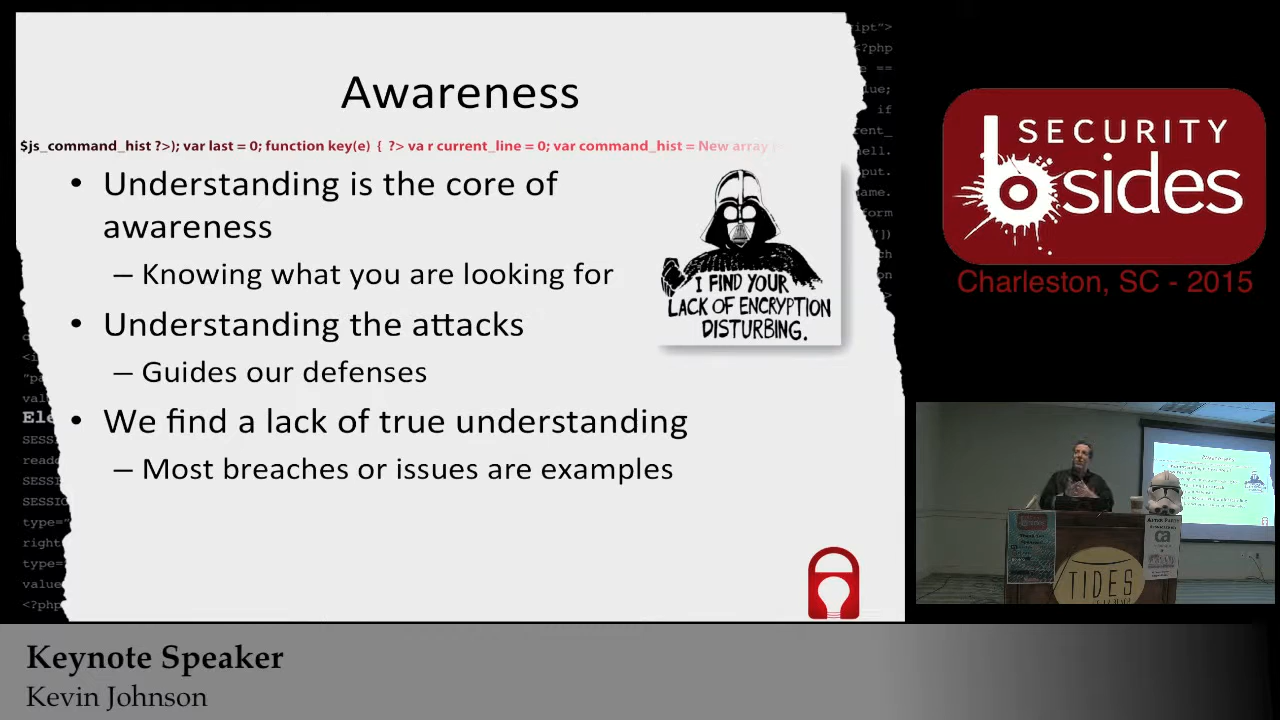 Awareness
$js_command_hist ?>); var last = 0; function key(e) { ?> va r current_line = 0; var command_hist = New array
• Understanding is the core of
awareness
– Knowing what you are looking for
• Understanding the attacks
– Guides our defenses
• We find a lack of true understanding
– Most breaches or issues are examples
I FIND YOUR
LACK OF ENCRYPTION
DISTURBING.
SECURITY
bsides
Charleston, SC - 2015
TIDES
Keynote Speaker
Kevin Johnson